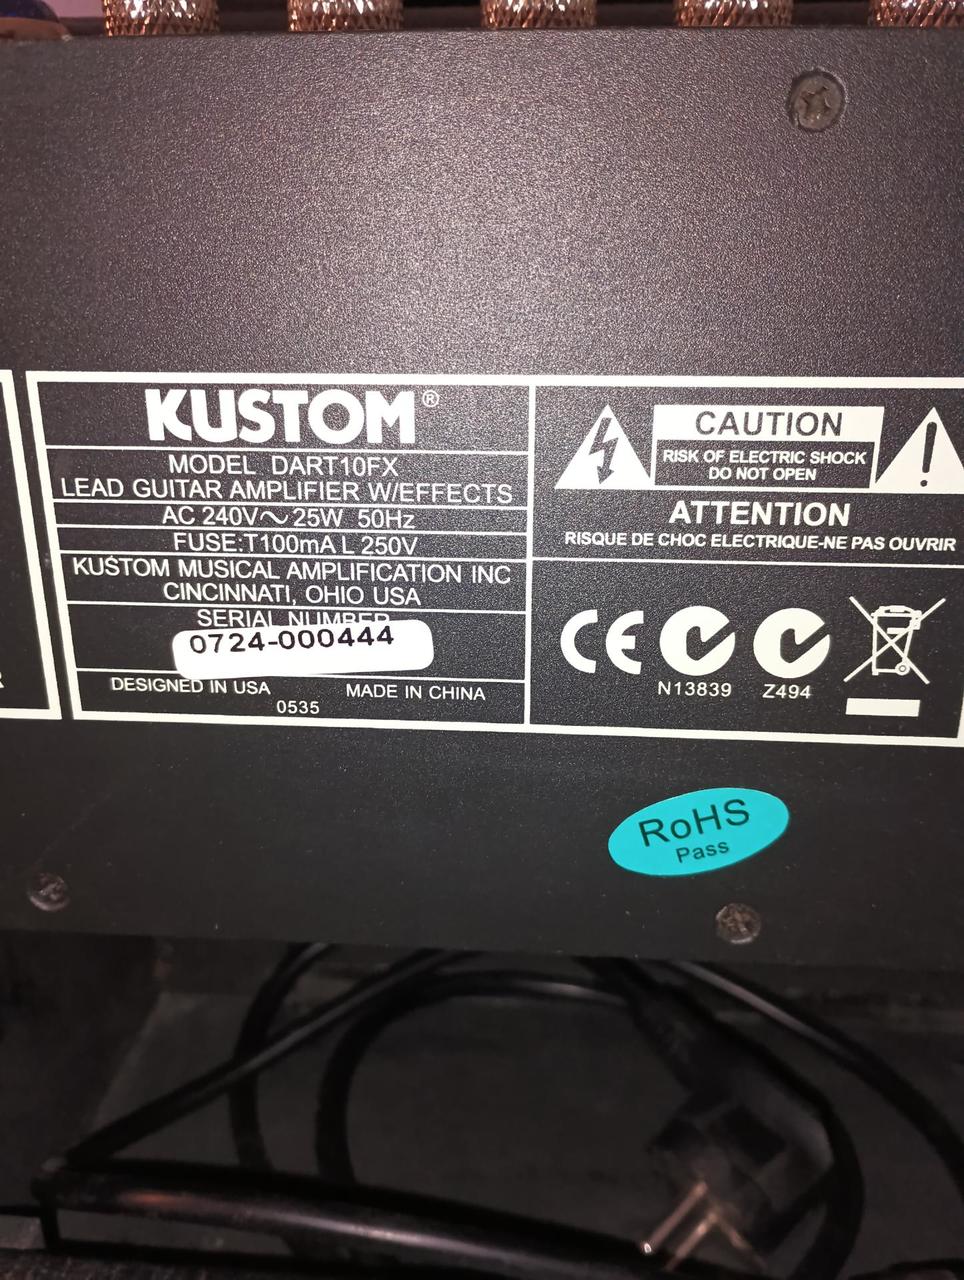 KUSTOM®
MODEL DART10FX
LEAD GUITAR AMPLIFIER W/EFFECTS
AC 240V~25W 50Hz
FUSE:T100mA L 250V
KUSTOM MUSICAL AMPLIFICATION INC
CINCINNATI, OHIO USA
SERIAL NUMBER
0724-000444
DESIGNED IN USA MADE IN CHINA
0535
CAUTION
RISK OF ELECTRIC SHOCK
DO NOT OPEN
ATTENTION
RISQUE DE CHOC ELECTRIQUE-NE PAS OUVRIR
CE
N13839 Z494
RoHS
Pass